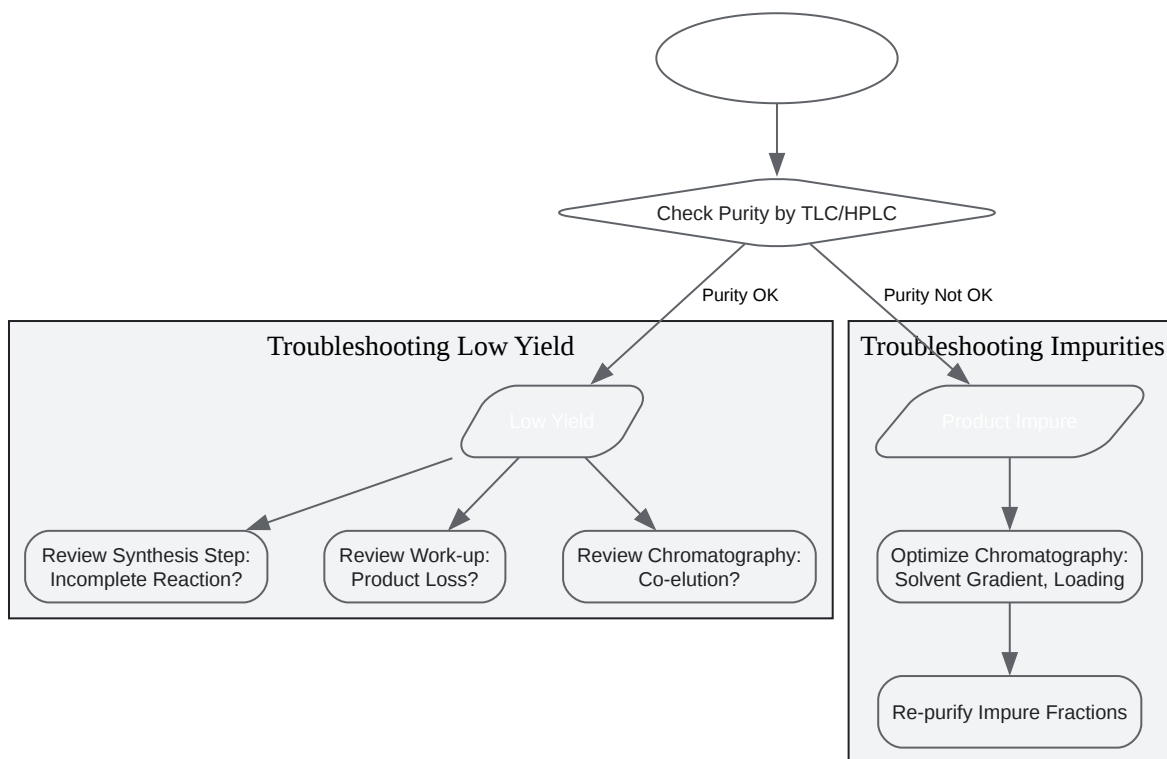 Check Purity by TLC/HPLC
Purity OK
Purity Not OK
Troubleshooting Low Yield
Troubleshooting Impurities
Low Yield
Product Impure
Review Synthesis Step:
Incomplete Reaction?
Review Work-up:
Product Loss?
Review Chromatography:
Co-elution?
Optimize Chromatography:
Solvent Gradient, Loading
Re-purify Impure Fractions